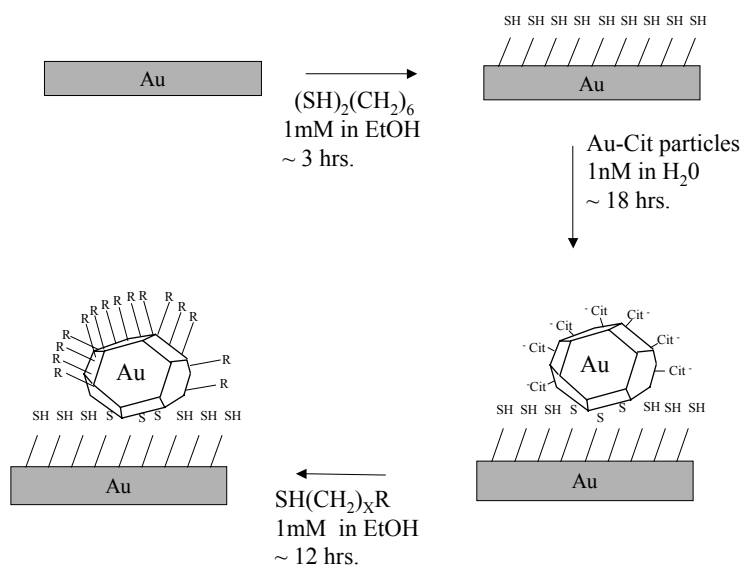 SH SH SH SH SH SH SH SH SH
Au
Au
(SH)₂(CH₂)₆
1mM in EtOH
~ 3 hrs.
Au-Cit particles
1nM in H₂0
~ 18 hrs.
R R R R R R R R R R R R R R
Au
SH SH SH S S S SH SH SH
Au
⁻ Cit Cit ⁻
⁻ Cit Cit ⁻
⁻Cit Cit ⁻
Au
SH SH SH S S S SH SH SH
Au
SH(CH₂)ₓR
1mM in EtOH
~ 12 hrs.